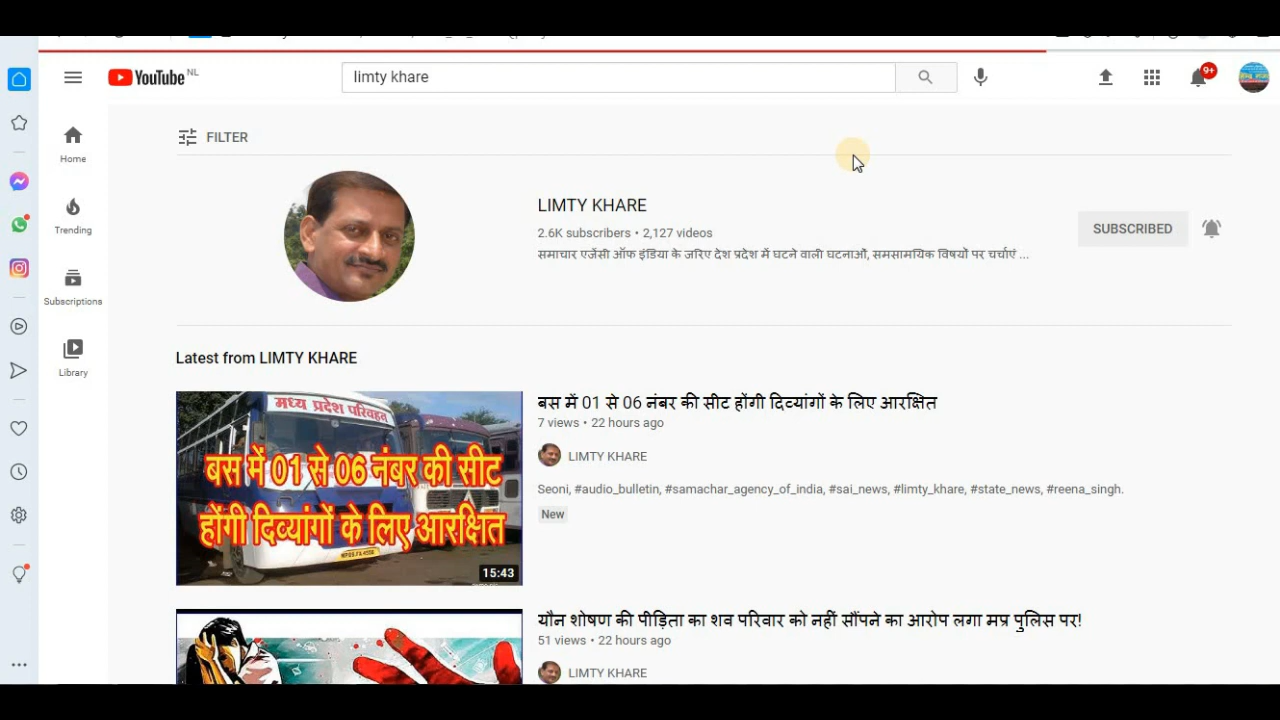 YouTube NL
limty khare
9+
FILTER
Home
Trending
Subscriptions
Library
LIMTY KHARE
2.6K subscribers • 2,127 videos
समाचार एजेंसी ऑफ इंडिया के जरिए देश प्रदेश में घटने वाली घटनाओं, समसामयिक विषयों पर चर्चाएं ...
SUBSCRIBED
Latest from LIMTY KHARE
मध्य प्रदेश परिवहन
बस में 01 से 06 नंबर की सीट
होंगी दिव्यांगों के लिए आरक्षित
15:43
बस में 01 से 06 नंबर की सीट होंगी दिव्यांगों के लिए आरक्षित
7 views • 22 hours ago
LIMTY KHARE
Seoni, #audio_bulletin, #samachar_agency_of_india, #sai_news, #limty_khare, #state_news, #reena_singh.
New
यौन शोषण की पीड़िता का शव परिवार को नहीं सौंपने का आरोप लगा मप्र पुलिस पर!
51 views • 22 hours ago
LIMTY KHARE